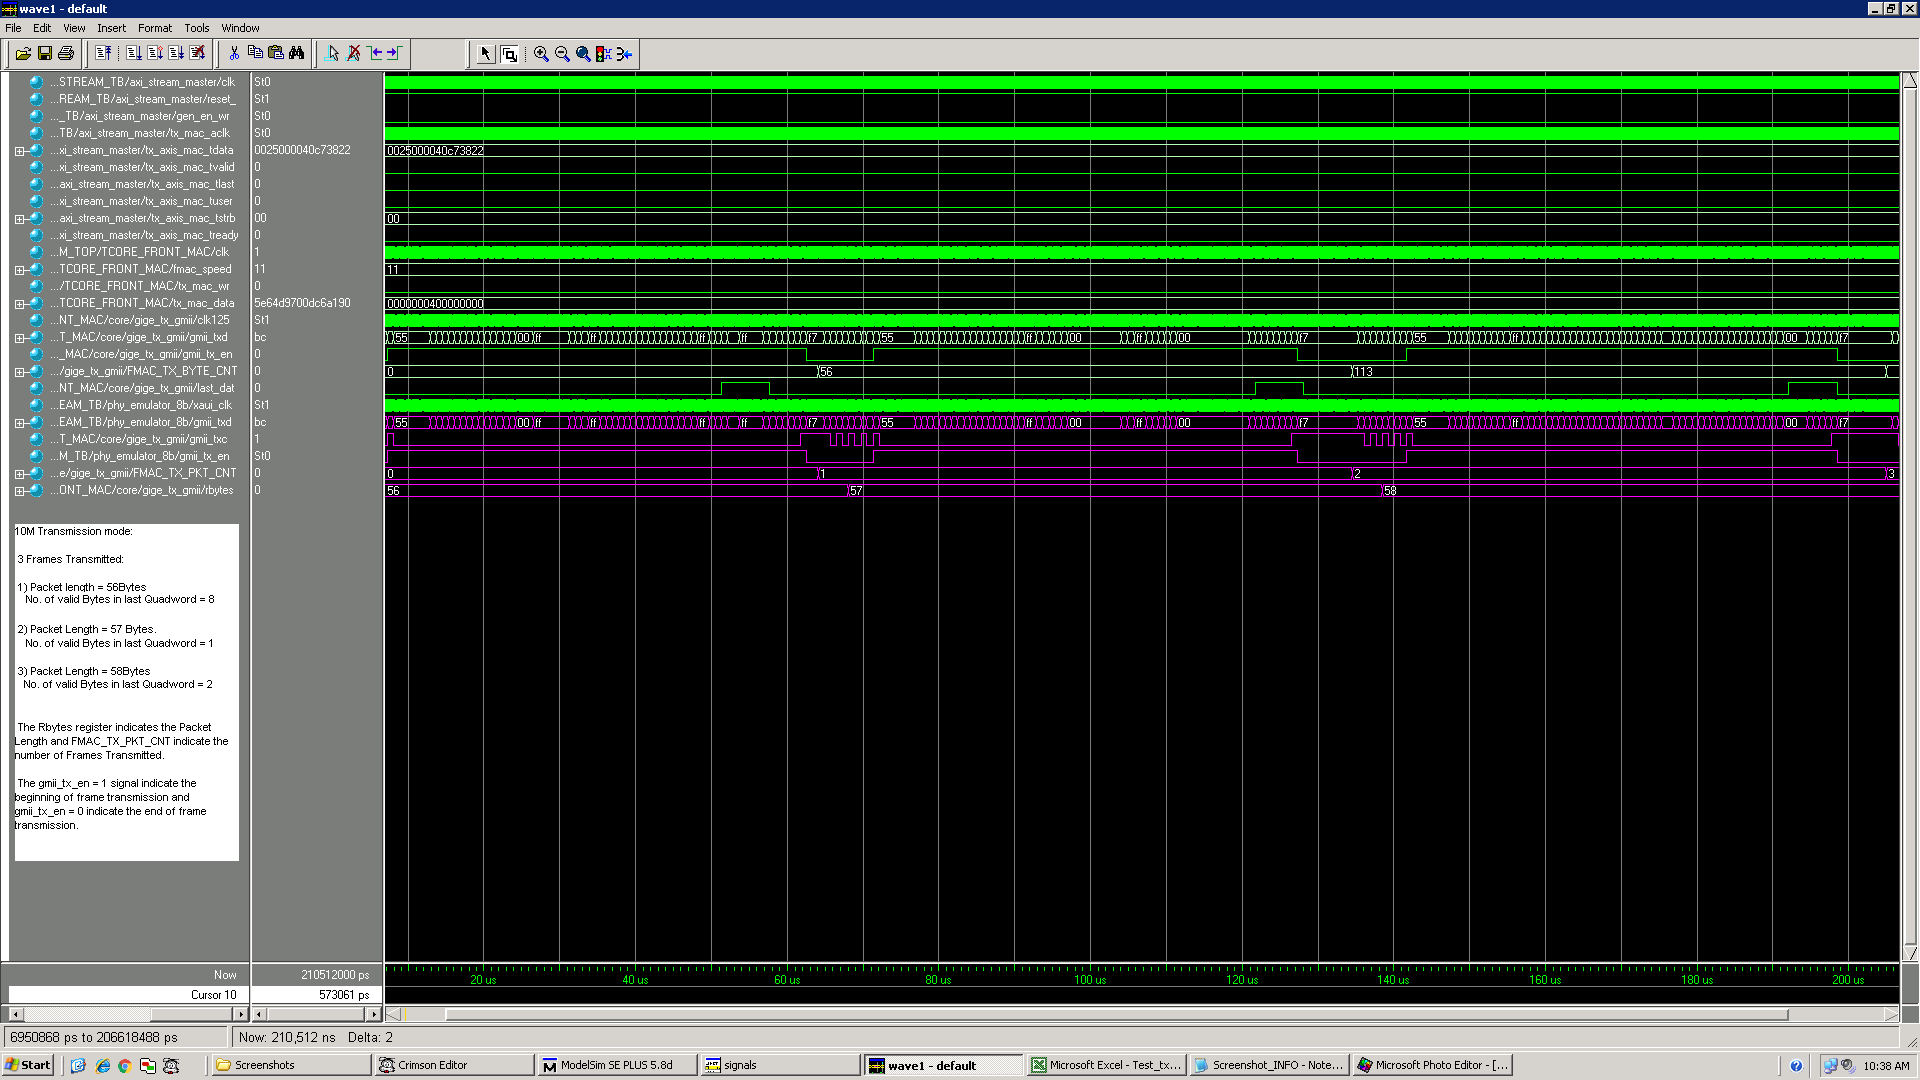 wave1 - default
File Edit View Insert Format Tools Window
...STREAM_TB/axi_stream_master/clk St0
...REAM_TB/axi_stream_master/reset_ St1
..._TB/axi_stream_master/gen_en_wr St0
...TB/axi_stream_master/tx_mac_aclk St0
...xi_stream_master/tx_axis_mac_tdata 0025000040c73822 0025000040c73822
...xi_stream_master/tx_axis_mac_tvalid 0
...axi_stream_master/tx_axis_mac_tlast 0
...xi_stream_master/tx_axis_mac_tuser 0
...axi_stream_master/tx_axis_mac_tstrb 00 00
...xi_stream_master/tx_axis_mac_tready 0
...M_TOP/TCORE_FRONT_MAC/clk 1
...TCORE_FRONT_MAC/fmac_speed 11 11
.../TCORE_FRONT_MAC/tx_mac_wr 0
...TCORE_FRONT_MAC/tx_mac_data 5e64d9700dc6a190 0000000400000000
...NT_MAC/core/gige_tx_gmii/clk125 St1
...T_MAC/core/gige_tx_gmii/gmii_txd bc 55 00 ff ff ff ff f7 55 ff 00 ff 00 f7 55 ff 00 f7
..._MAC/core/gige_tx_gmii/gmii_tx_en 0
.../gige_tx_gmii/FMAC_TX_BYTE_CNT 0 0 56 113
...NT_MAC/core/gige_tx_gmii/last_dat 0
...EAM_TB/phy_emulator_8b/xaui_clk St1
...EAM_TB/phy_emulator_8b/gmii_txd bc 55 00 ff ff ff ff f7 55 ff 00 ff 00 f7 55 ff 00 f7
...T_MAC/core/gige_tx_gmii/gmii_txc 1
...M_TB/phy_emulator_8b/gmii_tx_en St0
...e/gige_tx_gmii/FMAC_TX_PKT_CNT 0 0 1 2 3
...ONT_MAC/core/gige_tx_gmii/rbytes 0 56 57 58
10M Transmission mode:
3 Frames Transmitted:
1) Packet length = 56Bytes
No. of valid Bytes in last Quadword = 8
2) Packet Length = 57 Bytes.
No. of valid Bytes in last Quadword = 1
3) Packet Length = 58Bytes
No. of valid Bytes in last Quadword = 2
The Rbytes register indicates the Packet
Length and FMAC_TX_PKT_CNT indicate the
number of Frames Transmitted.
The gmii_tx_en = 1 signal indicate the
beginning of frame transmission and
gmii_tx_en = 0 indicate the end of frame
transmission.
Now 210512000 ps
20 us 40 us 60 us 80 us 100 us 120 us 140 us 160 us 180 us 200 us
Cursor 10 573061 ps
6950868 ps to 206618488 ps Now: 210,512 ns Delta: 2
Start Screenshots Crimson Editor ModelSim SE PLUS 5.8d signals wave1 - default Microsoft Excel - Test_tx... Screenshot_INFO - Note... Microsoft Photo Editor - [... 10:38 AM